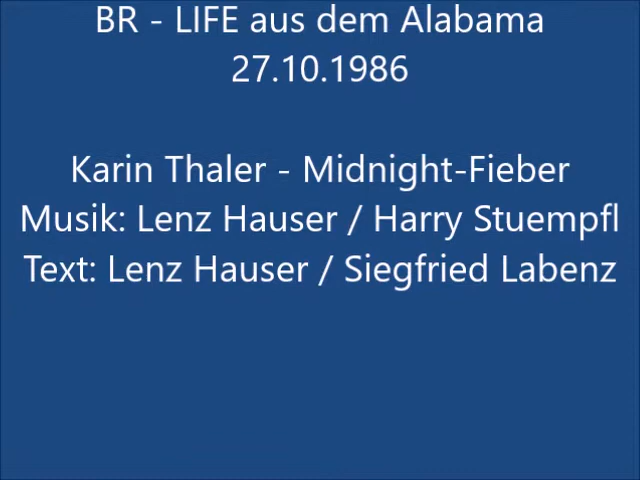 BR - LIFE aus dem Alabama
27.10.1986
Karin Thaler - Midnight-Fieber
Musik: Lenz Hauser / Harry Stuempfl
Text: Lenz Hauser / Siegfried Labenz